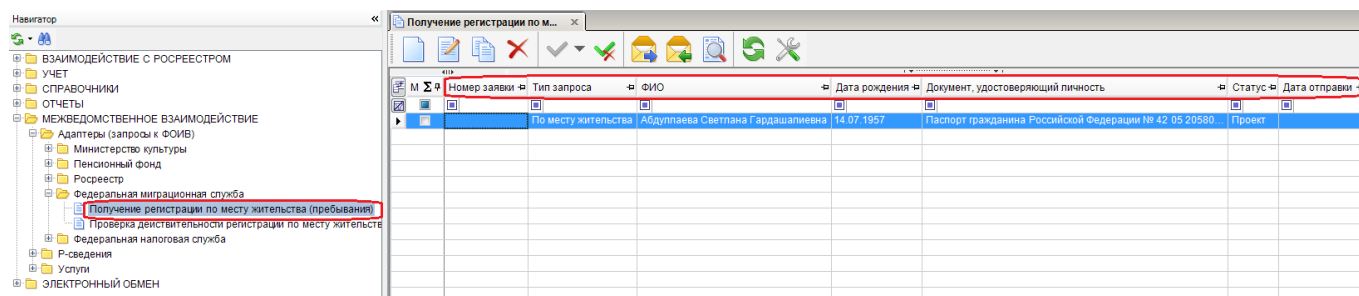 Навигатор
ВЗАИМОДЕЙСТВИЕ С РОСРЕЕСТРОМ
УЧЕТ
СПРАВОЧНИКИ
ОТЧЕТЫ
МЕЖВЕДОМСТВЕННОЕ ВЗАИМОДЕЙСТВИЕ
Адаптеры (запросы к ФОИВ)
Министерство культуры
Пенсионный фонд
Росреестр
Федеральная миграционная служба
Получение регистрации по месту жительства (пребывания)
Проверка действительности регистрации по месту жительств
Федеральная налоговая служба
Р-сведения
Услуги
ЭЛЕКТРОННЫЙ ОБМЕН
Получение регистрации по м...
М Σ Номер заявки Тип запроса ФИО Дата рождения Документ, удостоверяющий личность Статус Дата отправки
По месту жительства Абдуллаева Светлана Гардашалиевна 14.07.1957 Паспорт гражданина Российской Федерации № 42 05 20580... Проект